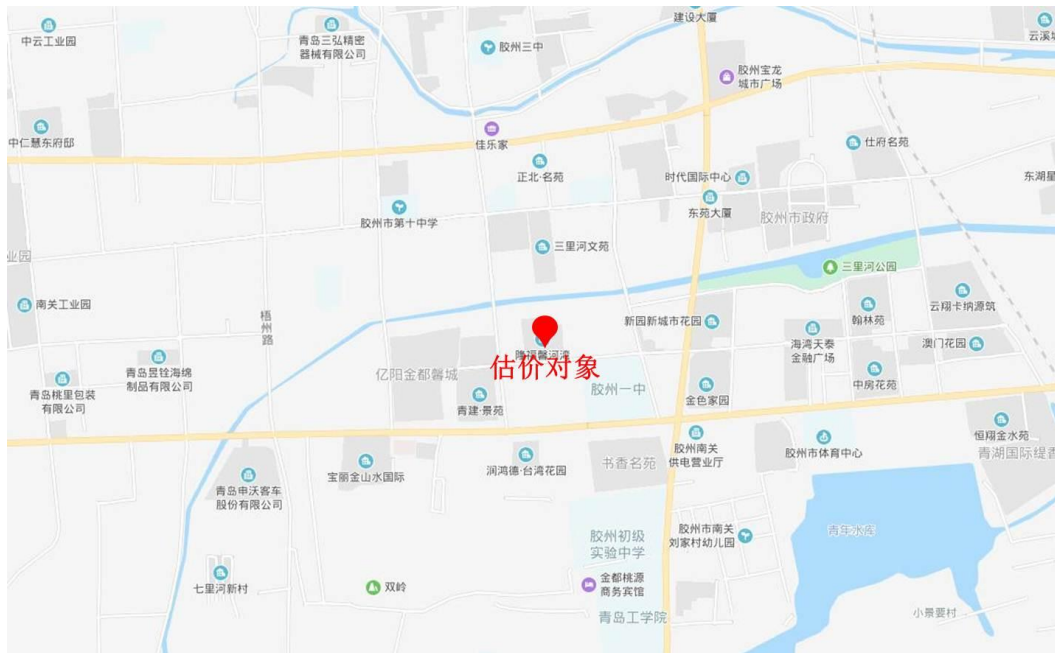 建设大厦
中云工业园
青岛三弘精密
器械有限公司
胶州三中
胶州宝龙
城市广场
中仁慧东府邸
佳乐家
仕府名苑
正北·名苑
时代国际中心
东湖星
胶州市第十中学
东苑大厦
胶州市政府
业园
三里河文苑
三里河公园
南关工业园
梧州路
新园新城市花园
翰林苑
云翔卡纳源筑
海湾天泰
金融广场
澳门花园
隆福馨河湾
估价对象
青岛昱铨海绵
制品有限公司
亿阳金都馨城
胶州一中
中房花苑
青岛桃里包装
有限公司
青建·景苑
金色家园
恒翔金水苑
胶州南关
供电营业厅
胶州市体育中心
青湖国际缇香
宝丽金山水国际
润鸿德·台湾花园
书香名苑
青岛申沃客车
股份有限公司
胶州初级
实验中学
胶州市南关
刘家村幼儿园
青年水库
七里河新村
双岭
金都桃源
商务宾馆
青岛工学院
小景要村